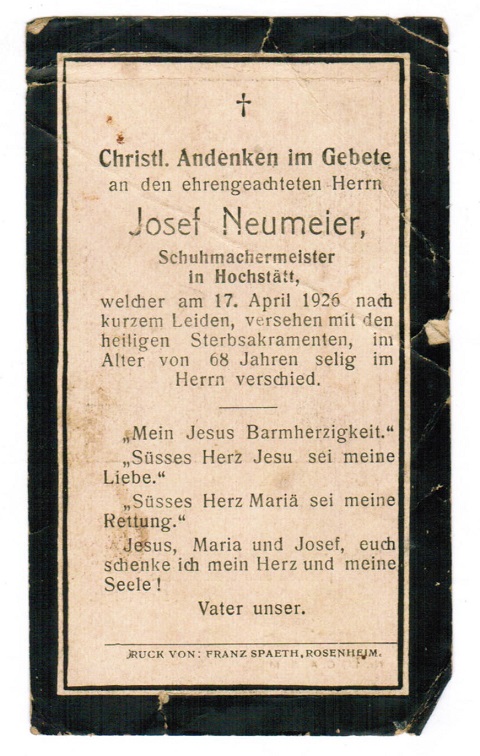 Christl. Andenken im Gebete
an den ehrengeachteten Herrn
Josef Neumeier,
Schuhmachermeister
in Hochstätt,
welcher am 17. April 1926 nach
kurzem Leiden, versehen mit den
heiligen Sterbsakramenten, im
Alter von 68 Jahren selig im
Herrn verschied.
„Mein Jesus Barmherzigkeit.“
„Süsses Herz Jesu sei meine
Liebe.“
„Süsses Herz Mariä sei meine
Rettung.“
Jesus, Maria und Josef, euch
schenke ich mein Herz und meine
Seele!
Vater unser.
RUCK VON: FRANZ SPAETH, ROSENHEIM.